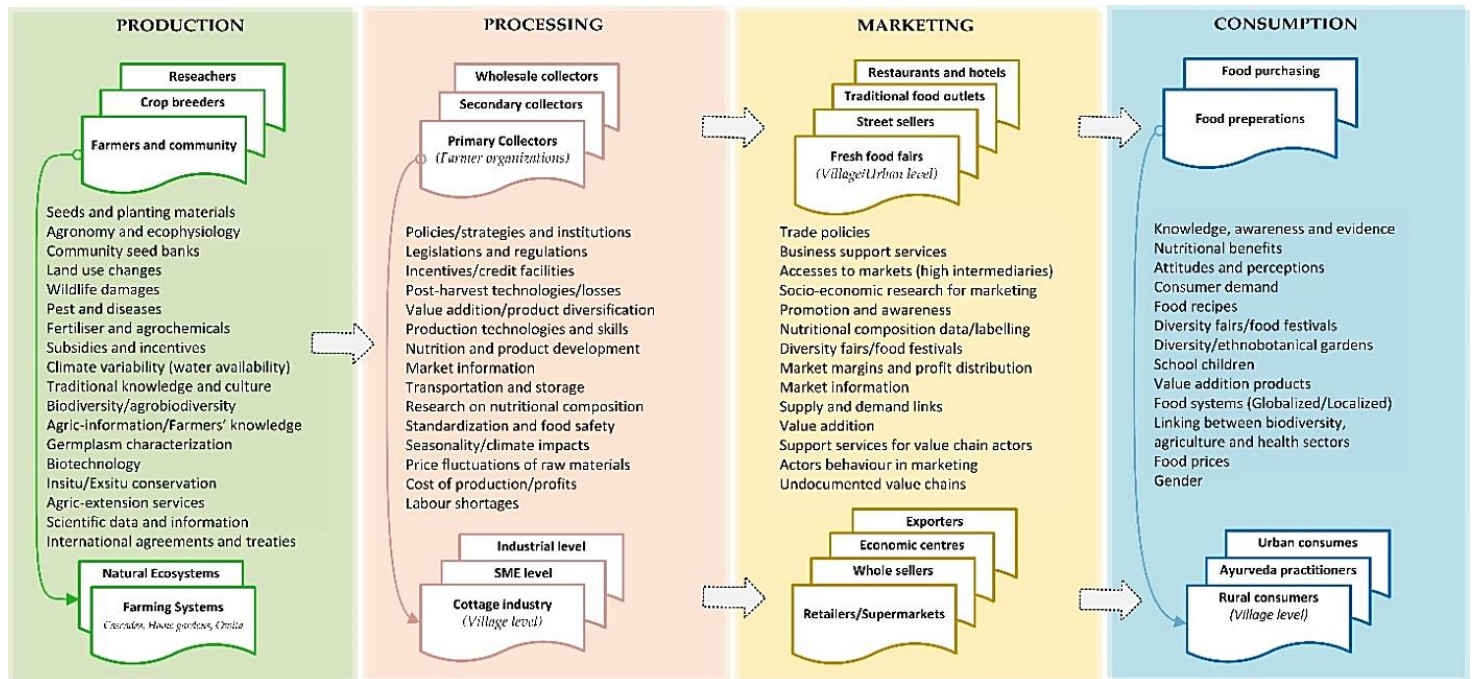 PRODUCTION
Reseachers
Crop breeders
Farmers and community
Seeds and planting materials
Agronomy and ecophysiology
Community seed banks
Land use changes
Wildlife damages
Pest and diseases
Fertiliser and agrochemicals
Subsidies and incentives
Climate variability (water availability)
Traditional knowledge and culture
Biodiversity/agrobiodiversity
Agric-information/Farmers' knowledge
Germplasm characterization
Biotechnology
Insitu/Exsitu conservation
Agric-extension services
Scientific data and information
International agreements and treaties
Natural Ecosystems
Farming Systems
Cascades, Home gardens,
PROCESSING
Wholesale collectors
Secondary collectors
Primary Collectors
(Farmer organizations)
Policies/strategies and institutions
Legislations and regulations
Incentives/credit facilities
Post-harvest technologies/losses
Value addition/product diversification
Production technologies and skills
Nutrition and product development
Market information
Transportation and storage
Research on nutritional composition
Standardization and food safety
Seasonality/climate impacts
Price fluctuations of raw materials
Cost of production/profits
Labour shortages
Industrial level
SME level
Cottage industry
(Village level)
MARKETING
Restaurants and hotels
Traditional food outlets
Street sellers
Fresh food fairs
(Village/Urban level)
Trade policies
Business support services
Accesses to markets (high intermediaries)
Socio-economic research for marketing
Promotion and awareness
Nutritional composition data/labelling
Diversity fairs/food festivals
Market margins and profit distribution
Market information
Supply and demand links
Value addition
Support services for value chain actors
Actors behaviour in marketing
Undocumented value chains
Exporters
Economic centres
Whole sellers
Retailers/Supermarkets
CONSUMPTION
Food purchasing
Food preperations
Knowledge, awareness and evidence
Nutritional benefits
Attitudes and perceptions
Consumer demand
Food recipes
Diversity fairs/food festivals
Diversity/ethnobotanical gardens
School children
Value addition products
Food systems (Globalized/Localized)
Linking between biodiversity,
agriculture and health sectors
Food prices
Gender
Urban consumes
Ayurveda practitioners
Rural consumers
(Village level)